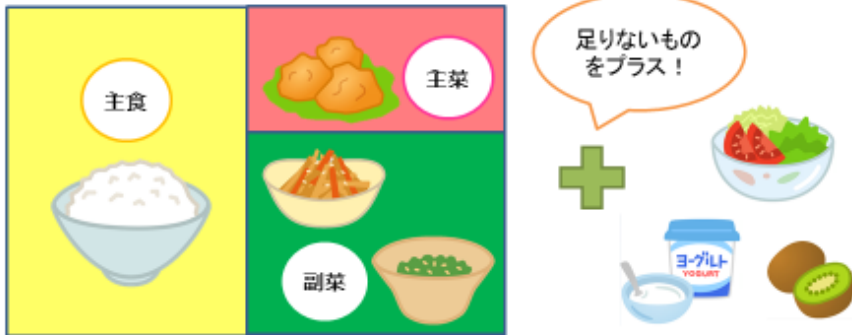 主食
主菜
副菜
足りないもの
をプラス！
ヨーグルト
YOGURT